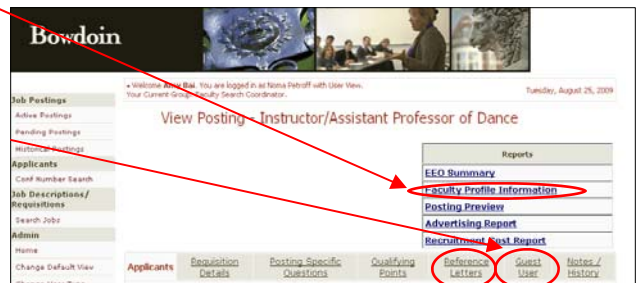 Bowdoin
Welcome Amy Bai. You are logged in as Noma Petroff with User View.
Your Current Group: Faculty Search Coordinator.
Tuesday, August 25, 2009
Job Postings
Active Postings
Pending Postings
Historical Postings
Applicants
Conf Number Search
Job Descriptions/
Requisitions
Search Jobs
Admin
Home
Change Default View
View Posting - Instructor/Assistant Professor of Dance
Reports
EEO Summary
Faculty Profile Information
Posting Preview
Advertising Report
Recruitment Cost Report
Applicants
Requisition
Details
Posting Specific
Questions
Qualifying
Points
Reference
Letters
Guest
User
Notes /
History